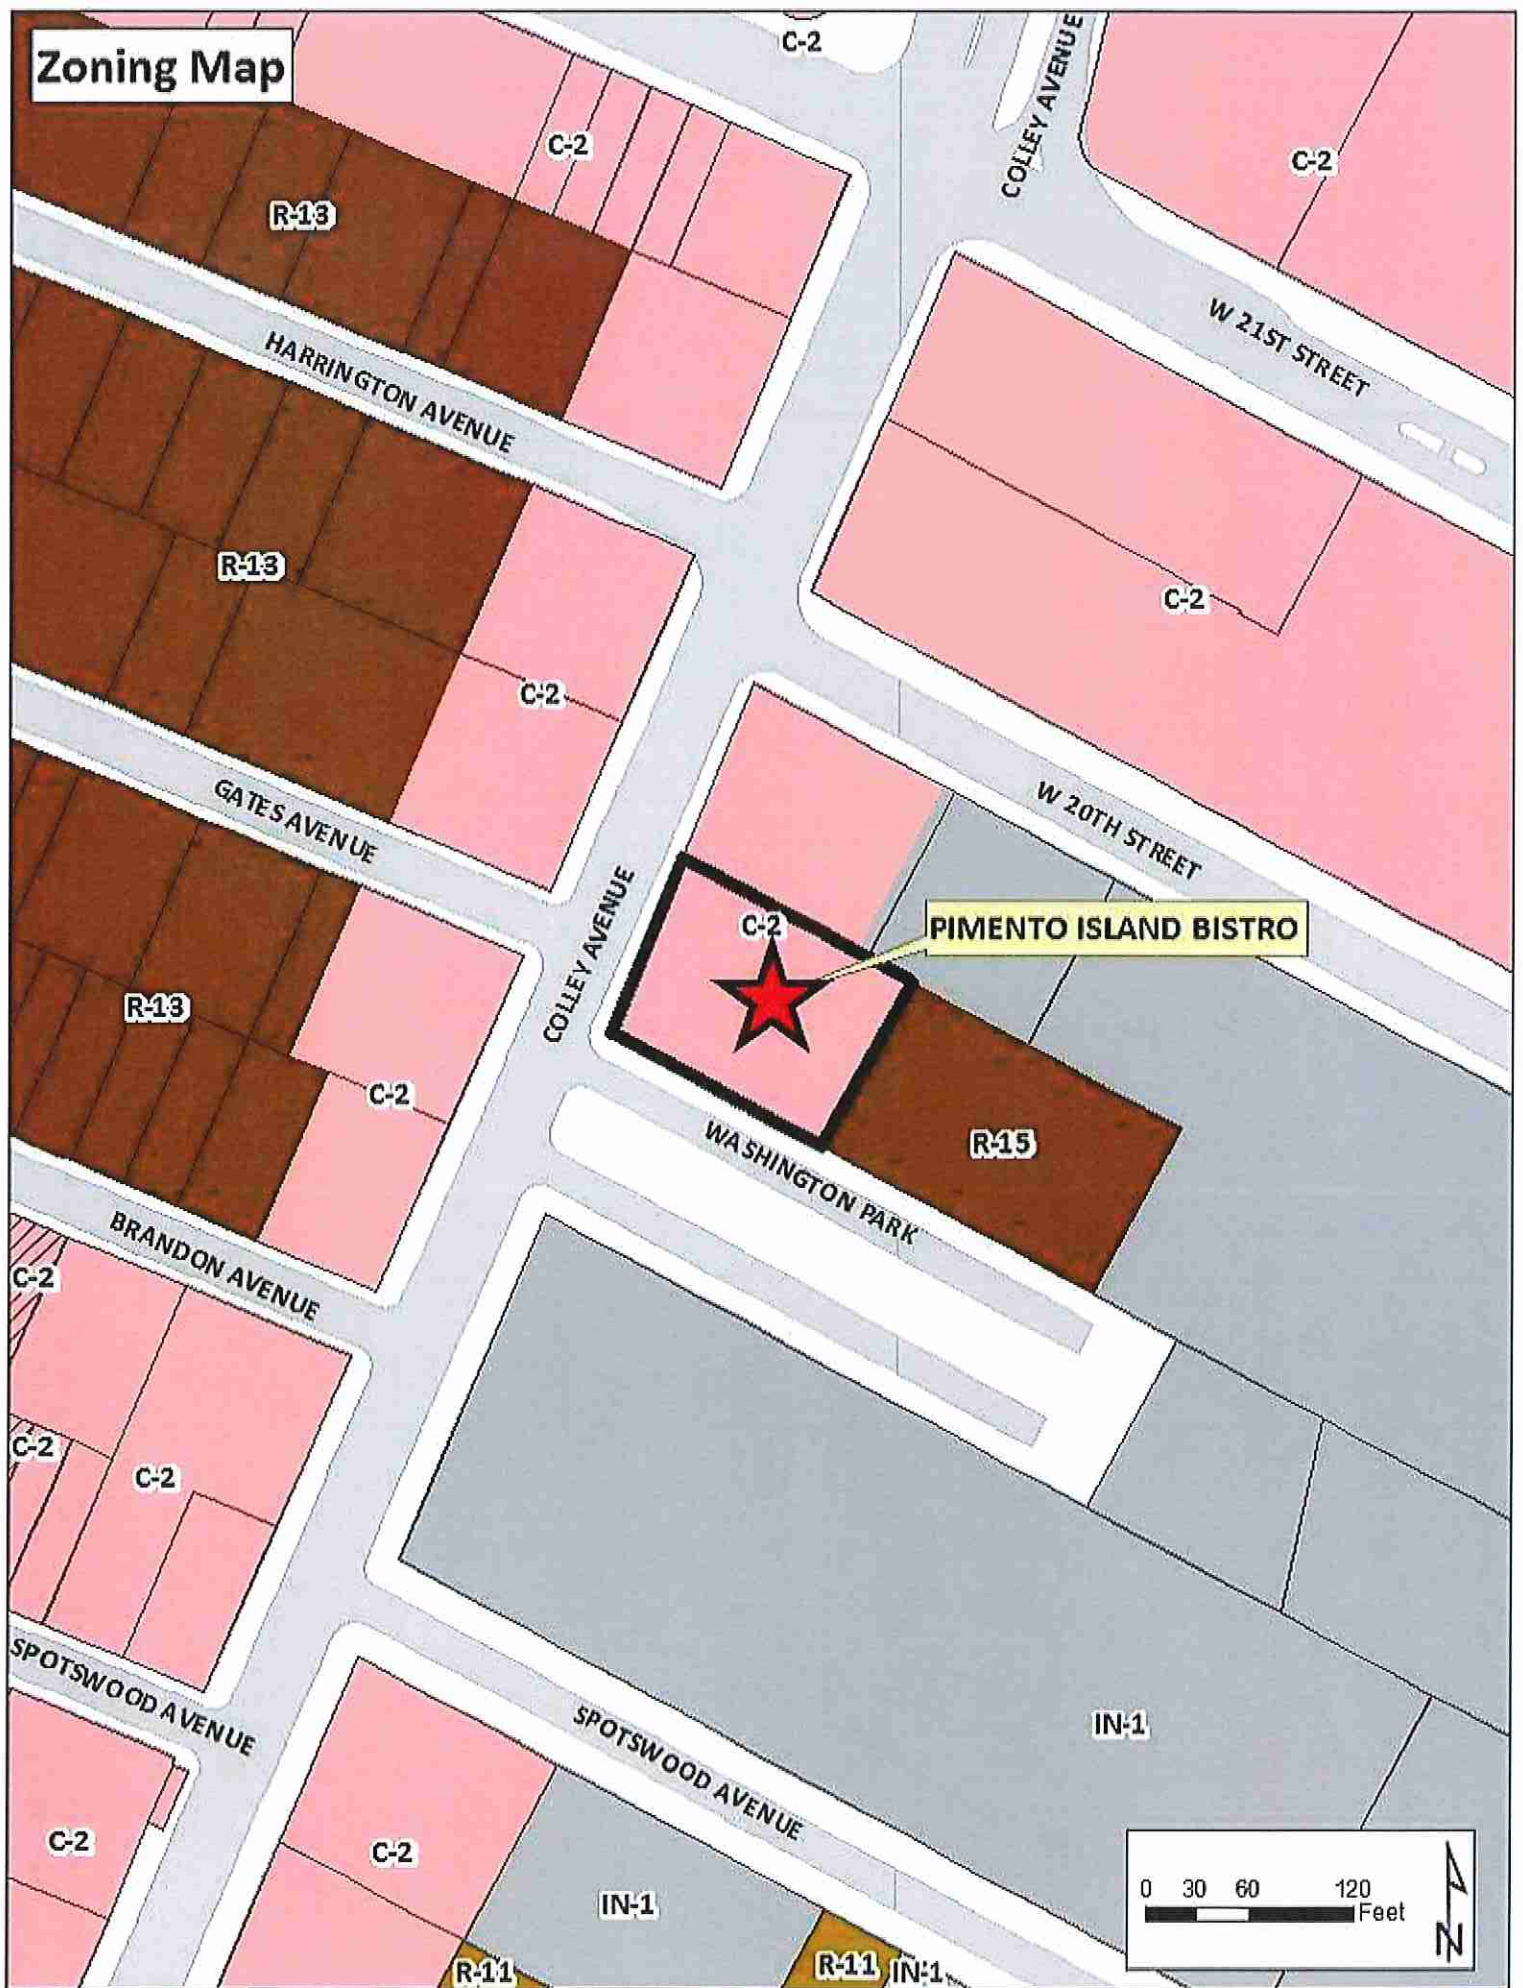 Zoning Map
C-2
COLLEY AVENUE
C-2
C-2
R-13
W 21ST STREET
HARRINGTON AVENUE
R-13
C-2
C-2
GATES AVENUE
W 20TH STREET
COLLEY AVENUE
C-2
PIMENTO ISLAND BISTRO
R-13
C-2
R-15
WASHINGTON PARK
BRANDON AVENUE
C-2
C-2
C-2
SPOTSWOOD AVENUE
SPOTSWOOD AVENUE
IN-1
C-2
C-2
IN-1
R-11
R-11
IN-1
0 30 60 120
Feet
N